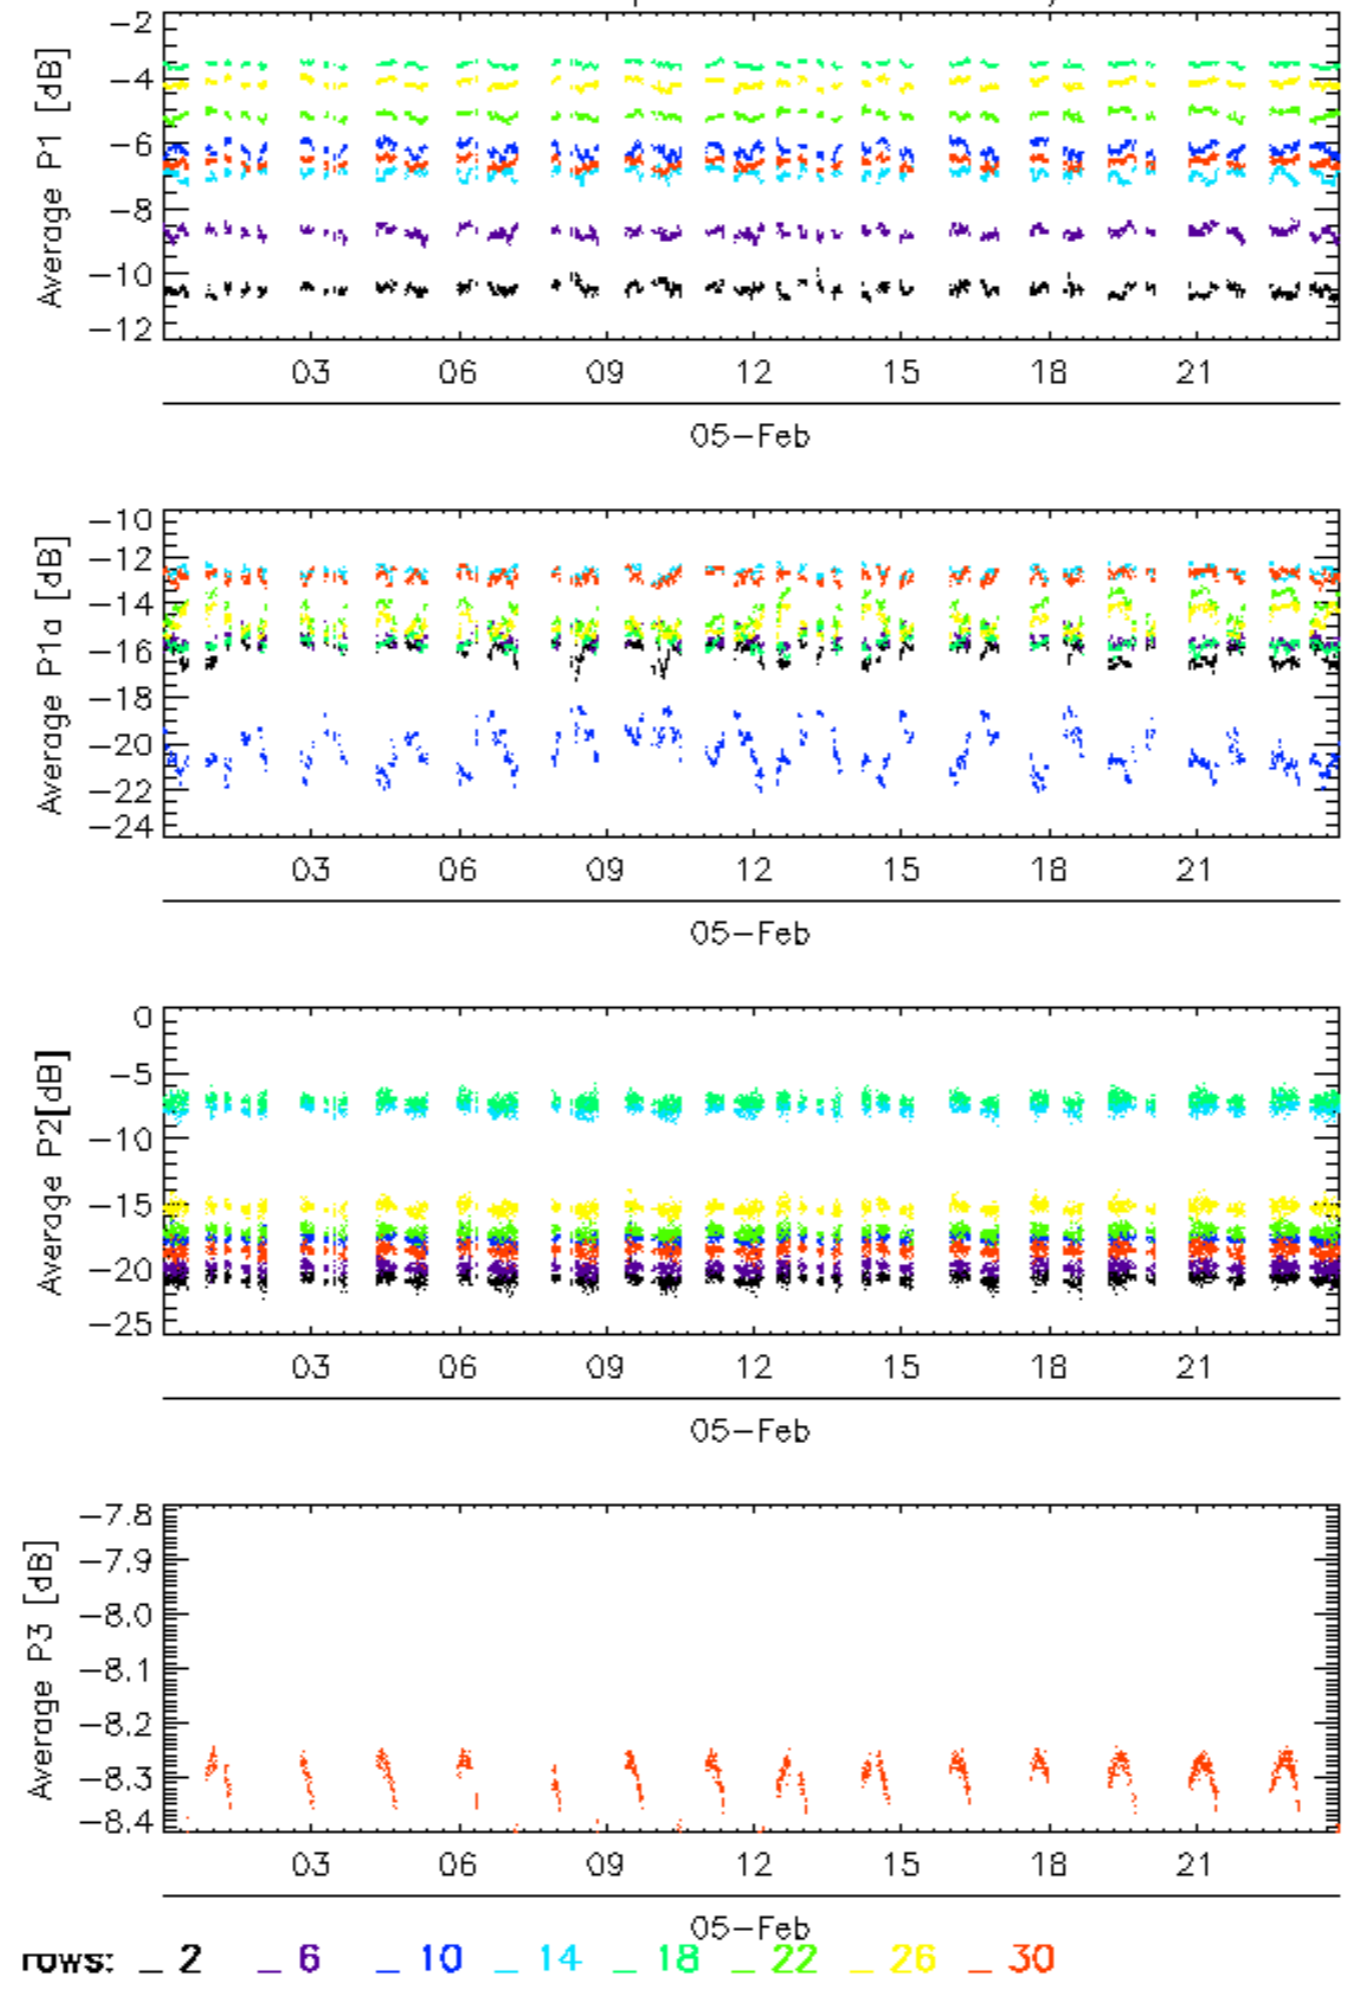 -2
-4
-6
-8
-10
-12
Average P1 [dB]
03 06 09 12 15 18 21
05-Feb
-10
-12
-14
-16
-18
-20
-22
-24
Average P1a [dB]
03 06 09 12 15 18 21
05-Feb
0
-5
-10
-15
-20
-25
Average P2[dB]
03 06 09 12 15 18 21
05-Feb
-7.8
-7.9
-8.0
-8.1
-8.2
-8.3
-8.4
Average P3 [dB]
03 06 09 12 15 18 21
05-Feb
rows: _ 2 _ 6 _ 10 _ 14 _ 18 _ 22 _ 26 _ 30